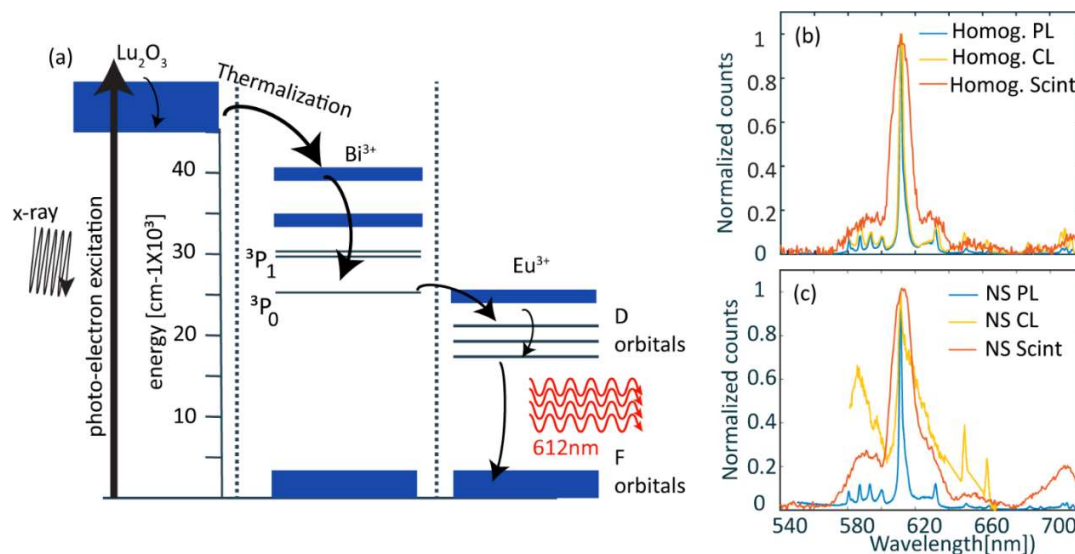 (a)
Lu₂O₃
Thermalization
x-ray
photo-electron excitation
energy [cm-1X10³]
40
30
20
10
Bi³⁺
³P₁
³P₀
Eu³⁺
D
orbitals
612nm
F
orbitals
(b)
Homog. PL
Homog. CL
Homog. Scint
Normalized counts
1
0.8
0.6
0.4
0.2
0
(c)
NS PL
NS CL
NS Scint
Normalized counts
1
0.8
0.6
0.4
0.2
0
540 580 620 660 700
Wavelength[nm])